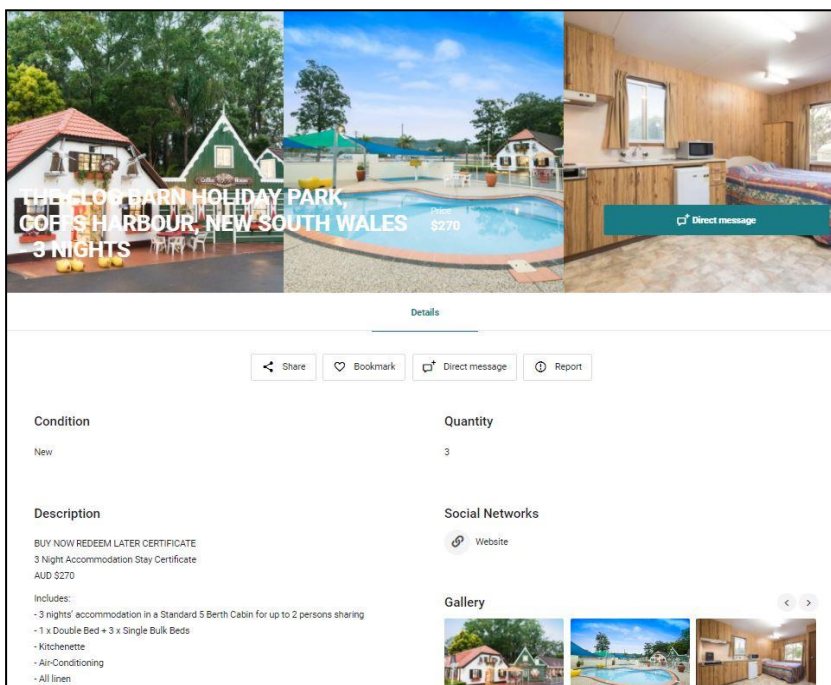 THE CLOG BARN HOLIDAY PARK,
COFFS HARBOUR, NEW SOUTH WALES
- 3 NIGHTS
Price
$270
Direct message
Details
Share
Bookmark
Direct message
Report
Condition
New
Quantity
3
Description
BUY NOW REDEEM LATER CERTIFICATE
3 Night Accommodation Stay Certificate
AUD $270
Includes:
- 3 nights' accommodation in a Standard 5 Berth Cabin for up to 2 persons sharing
- 1 x Double Bed + 3 x Single Bulk Beds
- Kitchenette
- Air-Conditioning
- All linen
Social Networks
Website
Gallery